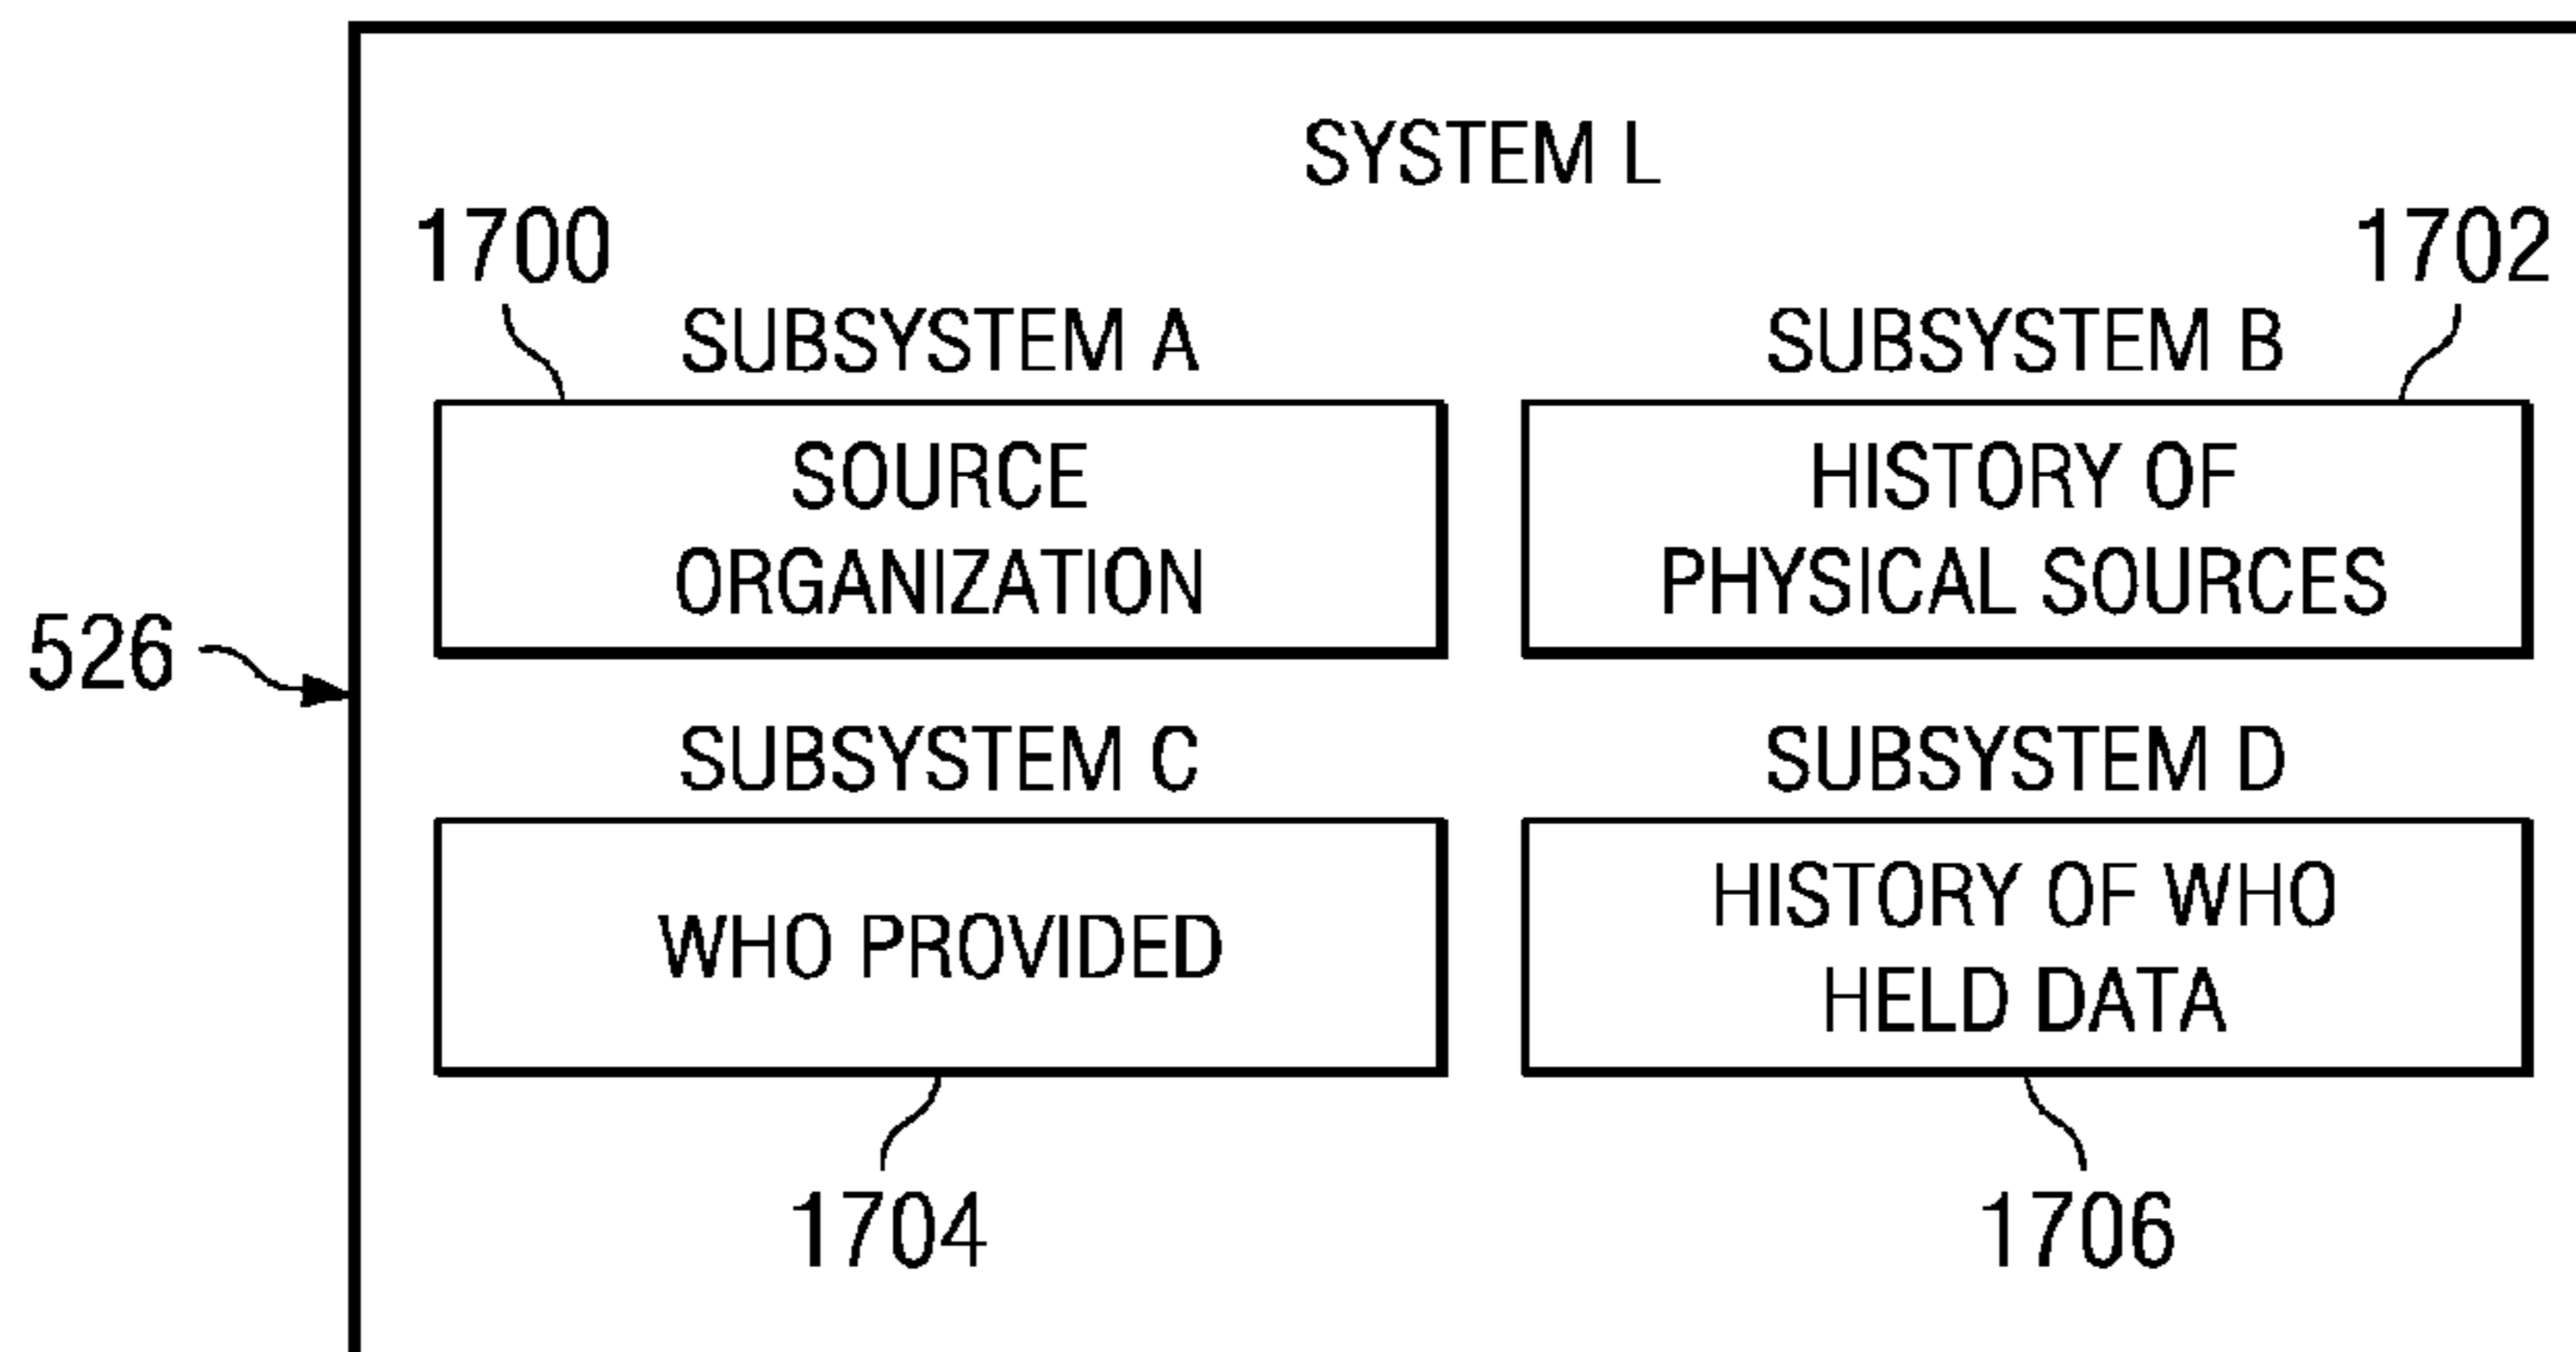 SYSTEM L
1700
1702
SUBSYSTEM A
SUBSYSTEM B
SOURCE
ORGANIZATION
HISTORY OF
PHYSICAL SOURCES
526
SUBSYSTEM C
SUBSYSTEM D
WHO PROVIDED
HISTORY OF WHO
HELD DATA
1704
1706